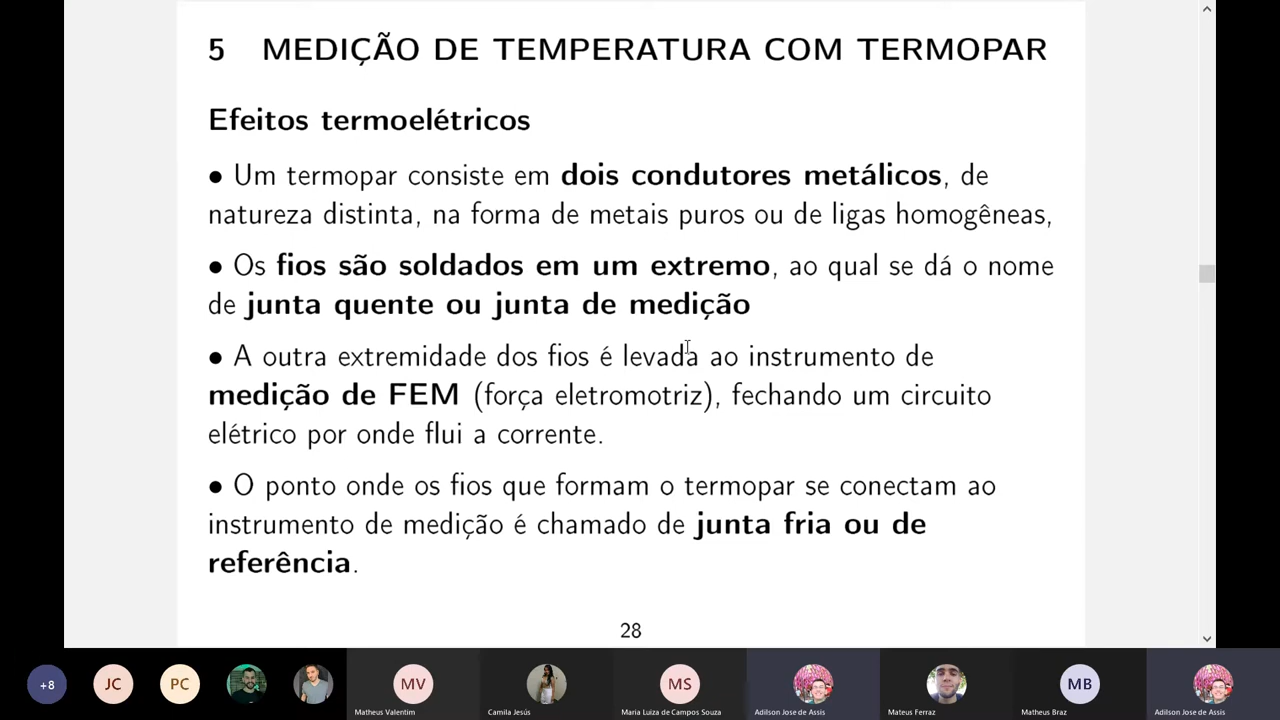 5 MEDIÇÃO DE TEMPERATURA COM TERMOPAR
Efeitos termoelétricos
• Um termopar consiste em dois condutores metálicos, de
natureza distinta, na forma de metais puros ou de ligas homogêneas,
• Os fios são soldados em um extremo, ao qual se dá o nome
de junta quente ou junta de medição
• A outra extremidade dos fios é levada ao instrumento de
medição de FEM (força eletromotriz), fechando um circuito
elétrico por onde flui a corrente.
• O ponto onde os fios que formam o termopar se conectam ao
instrumento de medição é chamado de junta fria ou de
referência.
28
+8 JC PC MV MS MB
Matheus Valentim Camila Jesús Maria Luiza de Campos Souza Adilson Jose de Assis Mateus Ferraz Matheus Braz Adilson Jose de Assis